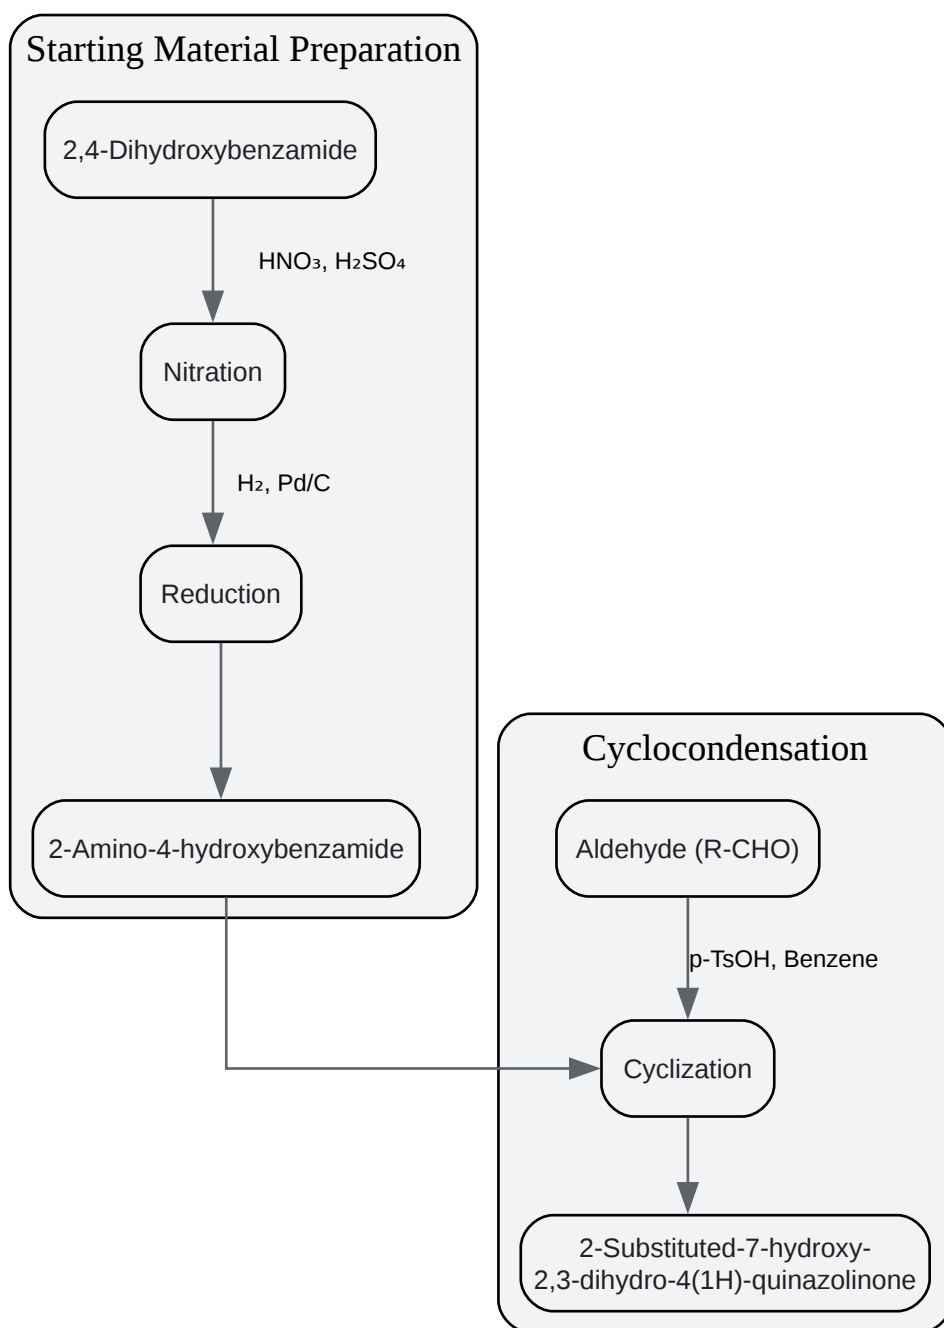 Starting Material Preparation
2,4-Dihydroxybenzamide
HNO₃, H₂SO₄
Nitration
H₂, Pd/C
Reduction
2-Amino-4-hydroxybenzamide
Cyclocondensation
Aldehyde (R-CHO)
p-TsOH, Benzene
Cyclization
2-Substituted-7-hydroxy-
2,3-dihydro-4(1H)-quinazolinone